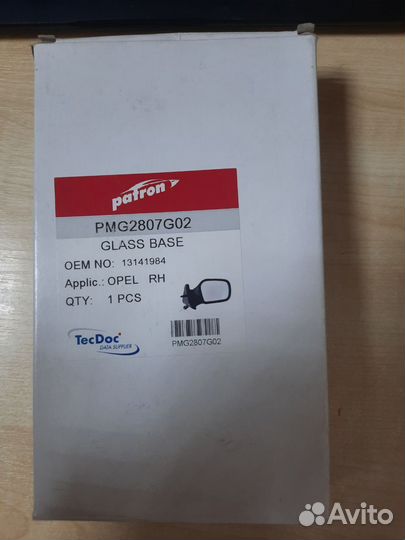 patron
PMG2807G02
GLASS BASE
OEM NO: 13141984
Applic.: OPEL RH
QTY: 1 PCS
TecDoc
DATA SUPPLIER
PMG2807G02
Avito